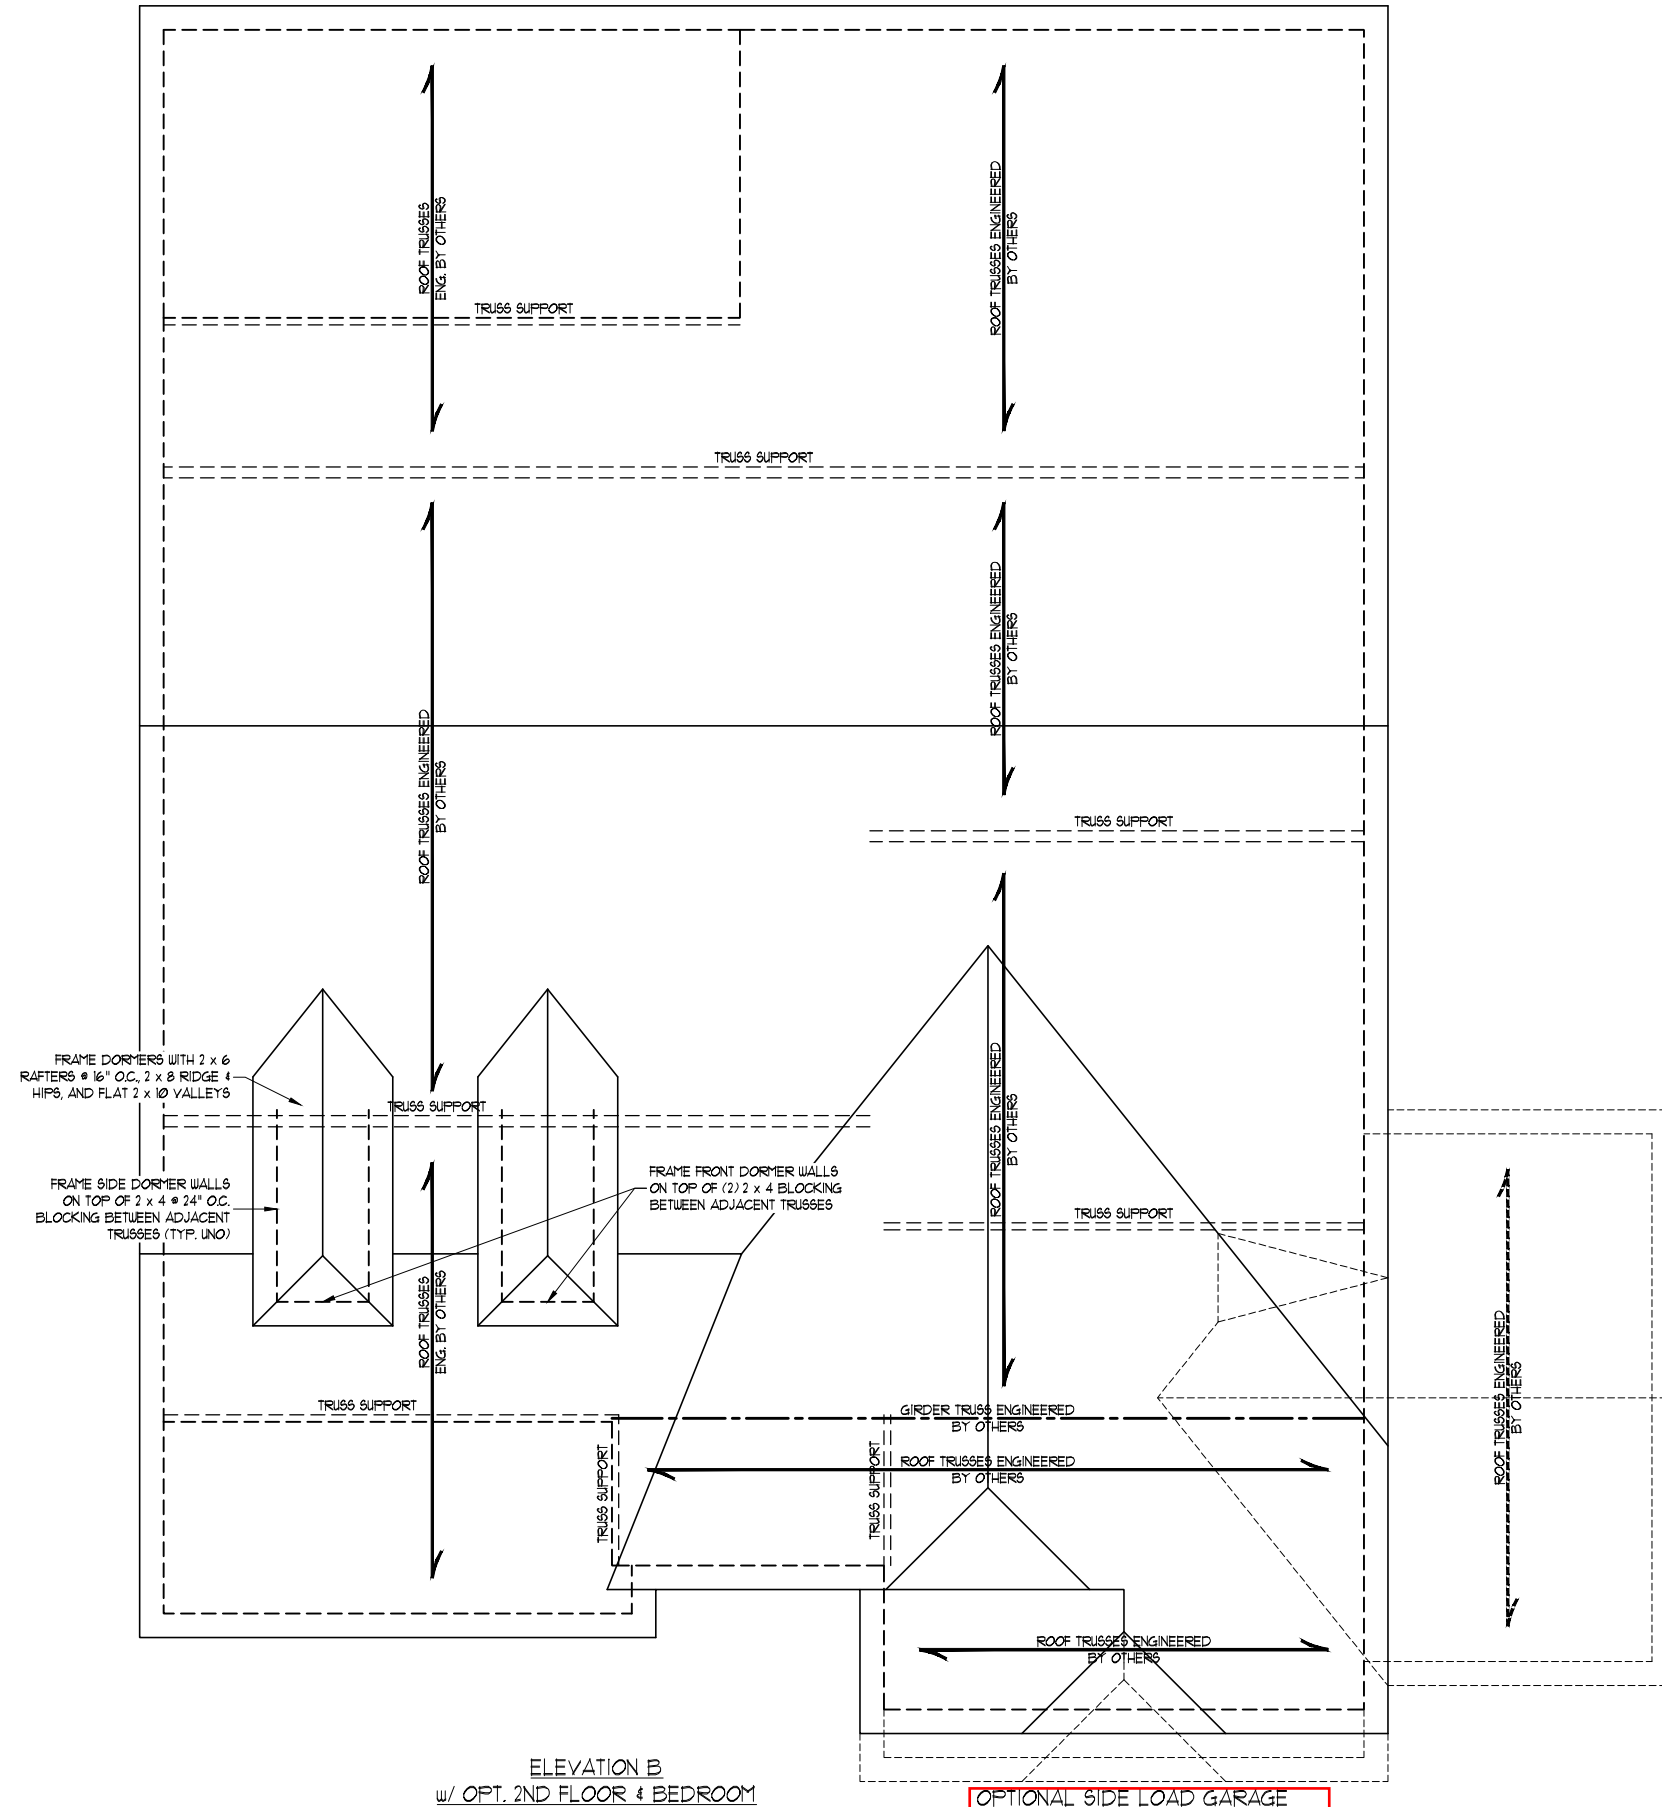 ROOF TRUSSES
ENG. BY OTHERS
ROOF TRUSSES ENGINEERED
BY OTHERS
TRUSS SUPPORT
TRUSS SUPPORT
ROOF TRUSSES ENGINEERED
BY OTHERS
ROOF TRUSSES ENGINEERED
BY OTHERS
TRUSS SUPPORT
FRAME DORMERS WITH 2 x 6
RAFTERS @ 16" O.C., 2 x 8 RIDGE &
HIPS, AND FLAT 2 x 10 VALLEYS
TRUSS SUPPORT
ROOF TRUSSES ENGINEERED
BY OTHERS
FRAME SIDE DORMER WALLS
ON TOP OF 2 x 4 @ 24" O.C.
BLOCKING BETWEEN ADJACENT
TRUSSES (TYP. UNO)
FRAME FRONT DORMER WALLS
ON TOP OF (2) 2 x 4 BLOCKING
BETWEEN ADJACENT TRUSSES
TRUSS SUPPORT
ROOF TRUSSES
ENG. BY OTHERS
ROOF TRUSSES ENGINEERED
BY OTHERS
TRUSS SUPPORT
GIRDER TRUSS ENGINEERED
BY OTHERS
TRUSS SUPPORT
TRUSS SUPPORT
ROOF TRUSSES ENGINEERED
BY OTHERS
ROOF TRUSSES ENGINEERED
BY OTHERS
ELEVATION B
w/ OPT. 2ND FLOOR & BEDROOM
OPTIONAL SIDE LOAD GARAGE